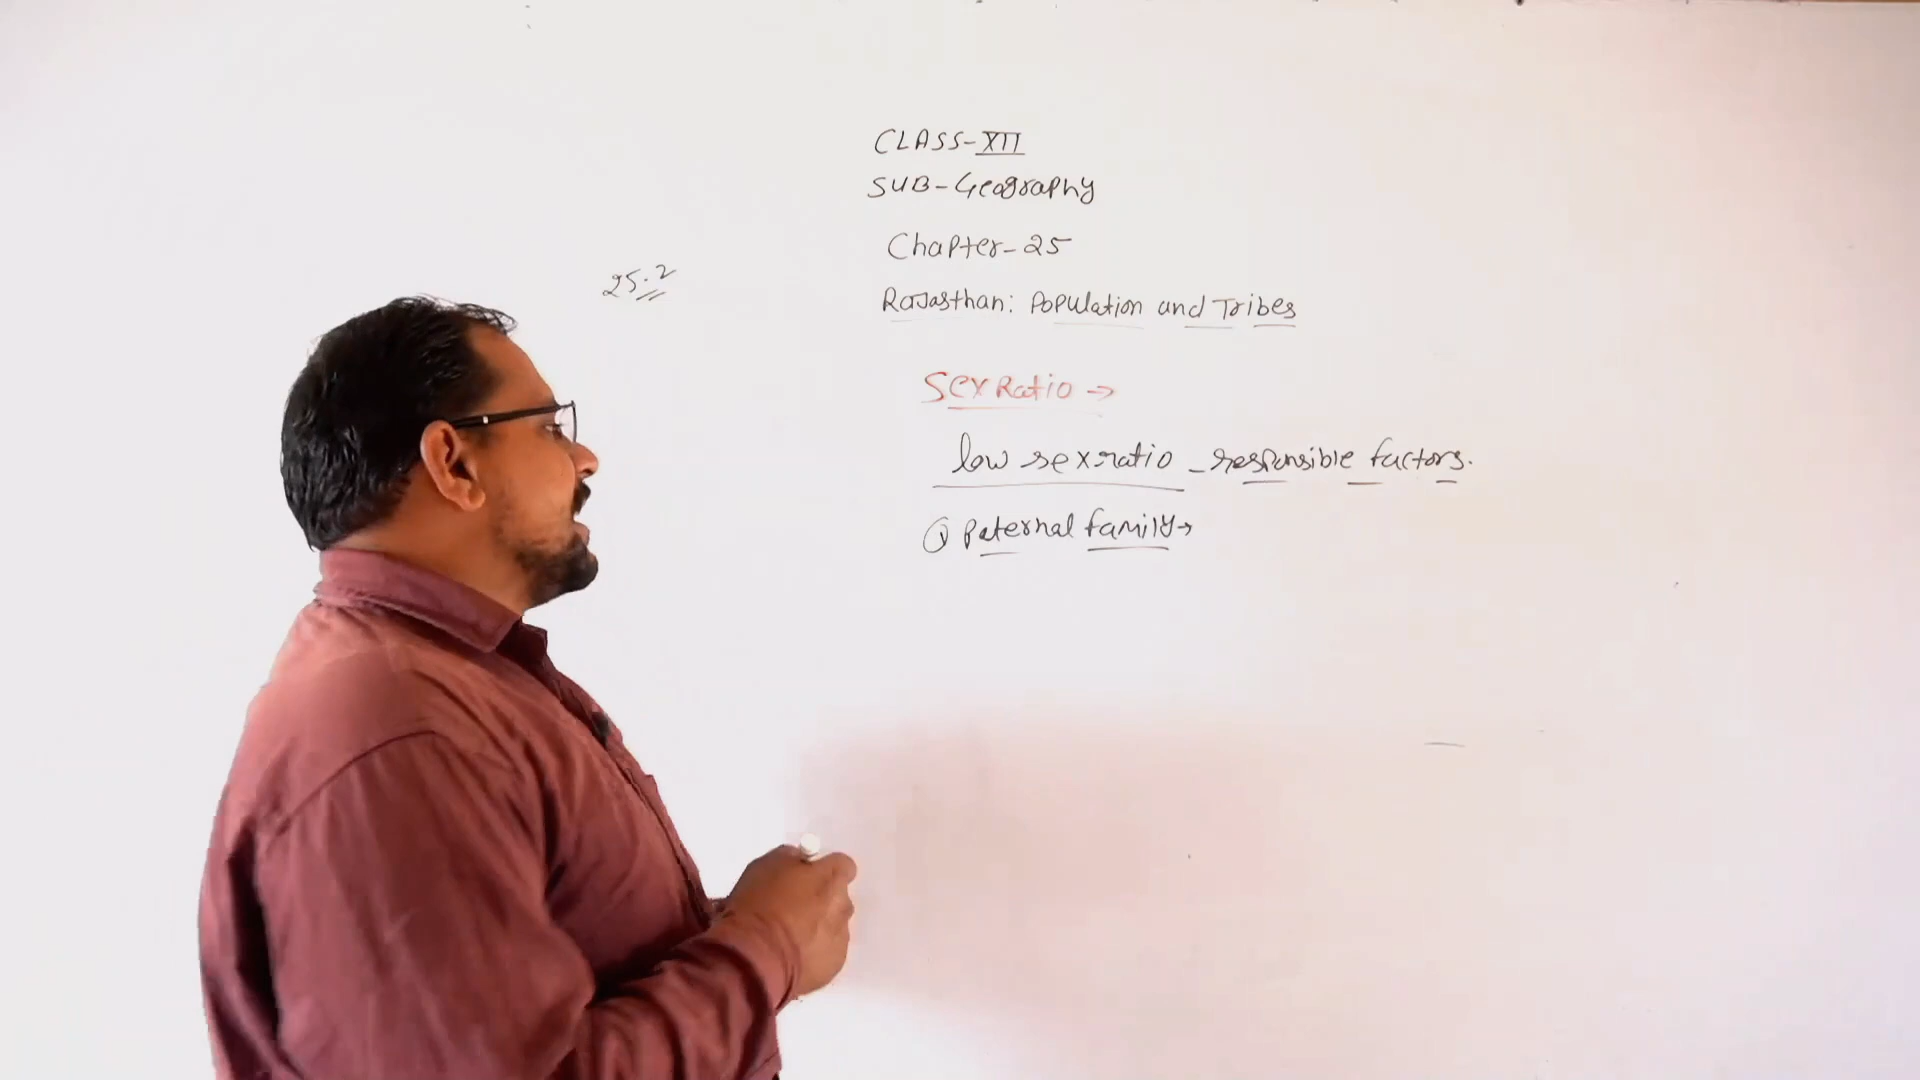 CLASS-XII
SUB-Geography
Chapter-25
25.2
Rajasthan: Population and Tribes
Sex Ratio →
low sex ratio - responsible factors.
① Paternal family→